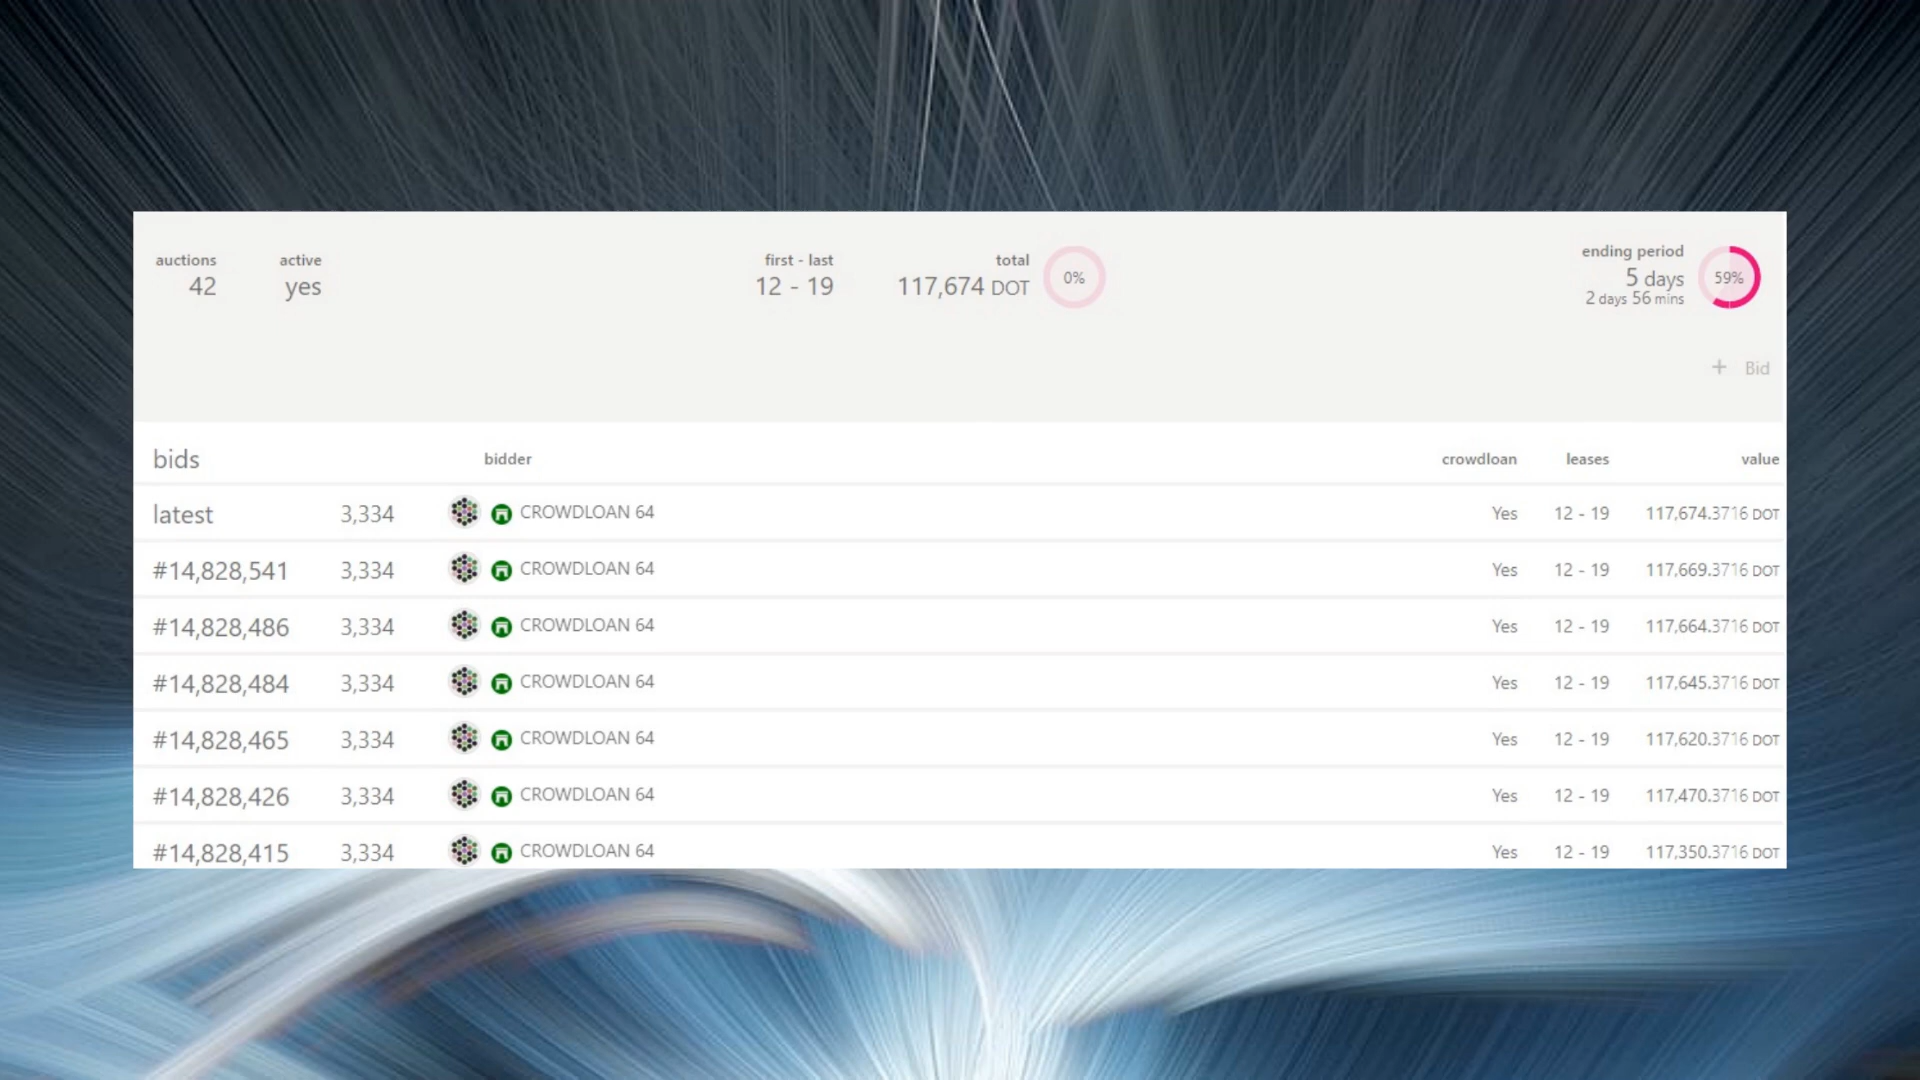 auctions active first - last total ending period
42 yes 12 - 19 117,674 DOT 0% 5 days 59%
2 days 56 mins
+ Bid
bids bidder crowdloan leases value
latest 3,334 CROWDLOAN 64 Yes 12 - 19 117,674.3716 DOT
#14,828,541 3,334 CROWDLOAN 64 Yes 12 - 19 117,669.3716 DOT
#14,828,486 3,334 CROWDLOAN 64 Yes 12 - 19 117,664.3716 DOT
#14,828,484 3,334 CROWDLOAN 64 Yes 12 - 19 117,645.3716 DOT
#14,828,465 3,334 CROWDLOAN 64 Yes 12 - 19 117,620.3716 DOT
#14,828,426 3,334 CROWDLOAN 64 Yes 12 - 19 117,470.3716 DOT
#14,828,415 3,334 CROWDLOAN 64 Yes 12 - 19 117,350.3716 DOT